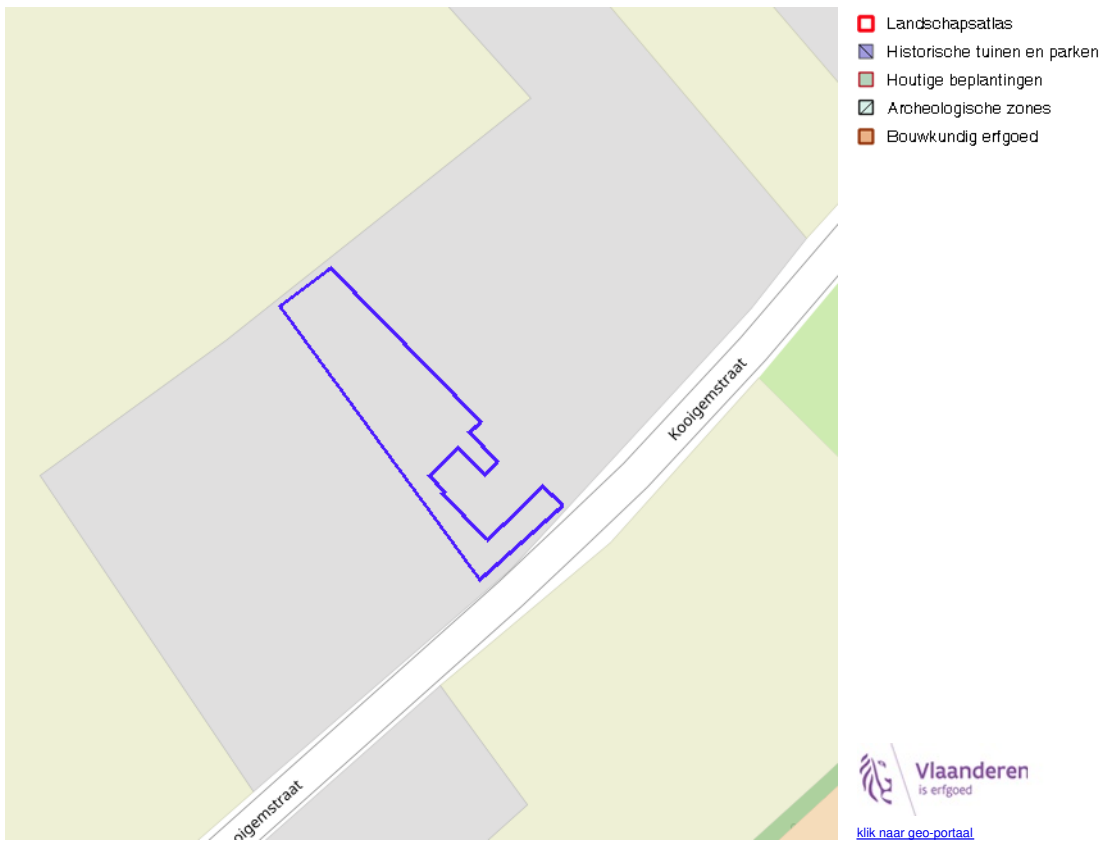 Landschapsatlas
Historische tuinen en parken
Houtige beplantingen
Archeologische zones
Bouwkundig erfgoed
Kooigemstraat
oigemstraat
Vlaanderen
is erfgoed
klik naar geo-portaal